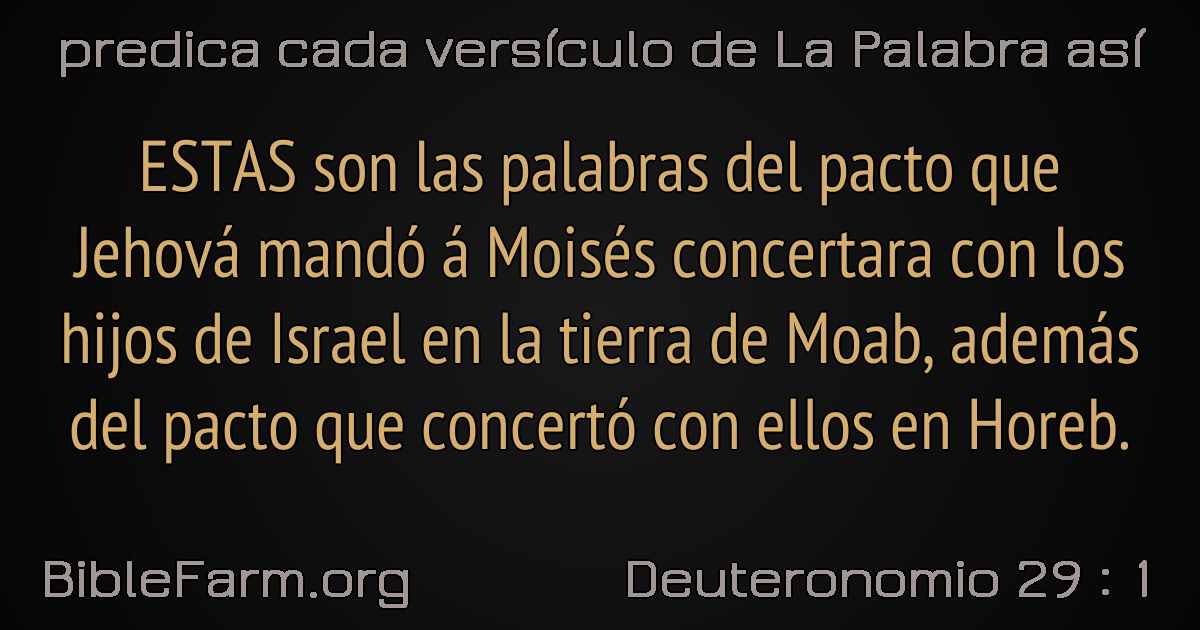 predica cada versículo de La Palabra así
ESTAS son las palabras del pacto que
Jehová mandó á Moisés concertara con los
hijos de Israel en la tierra de Moab, además
del pacto que concertó con ellos en Horeb.
BibleFarm.org
Deuteronomio 29 : 1